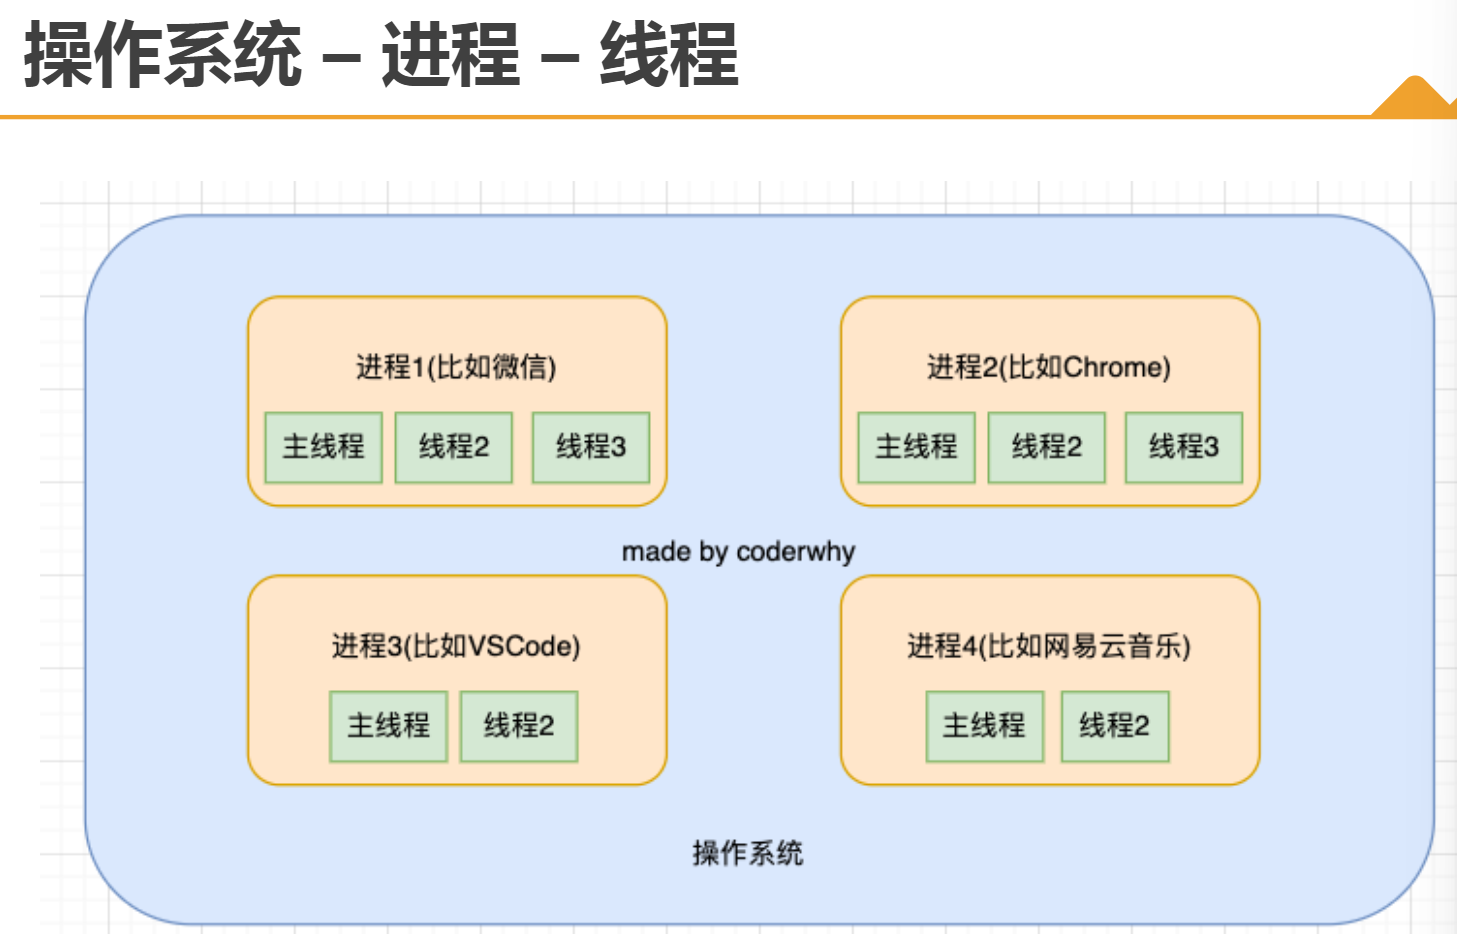 操作系统 – 进程 – 线程
进程1(比如微信)
主线程 线程2 线程3
进程2(比如Chrome)
主线程 线程2 线程3
made by coderwhy
进程3(比如VSCode)
主线程 线程2
进程4(比如网易云音乐)
主线程 线程2
操作系统